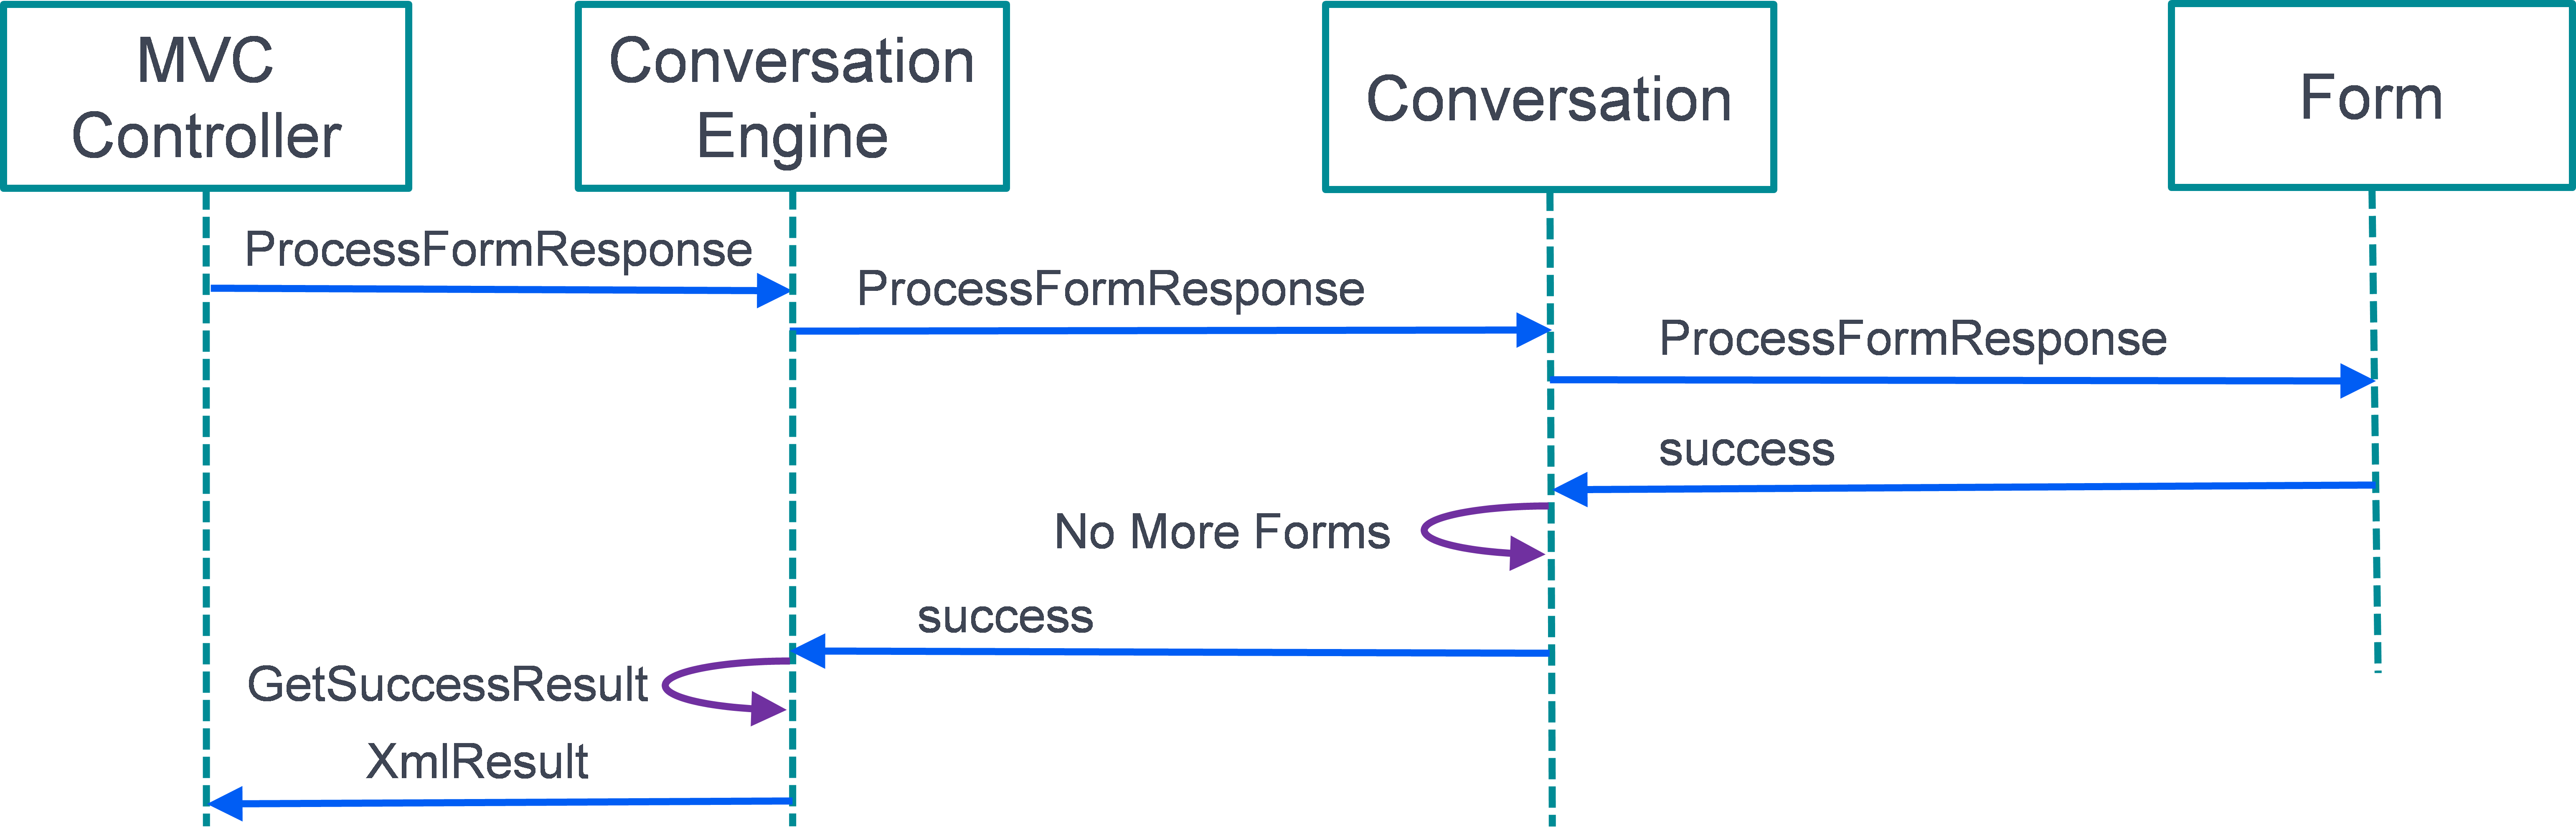 MVC
Controller
Conversation
Engine
Conversation
Form
ProcessFormResponse
ProcessFormResponse
ProcessFormResponse
success
No More Forms
success
GetSuccessResult
XmlResult